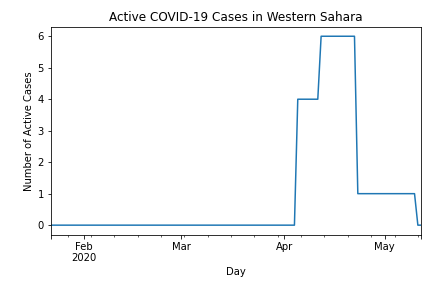 Active COVID-19 Cases in Western Sahara
Number of Active Cases
6
5
4
3
2
1
0
Feb Mar Apr May
2020
Day